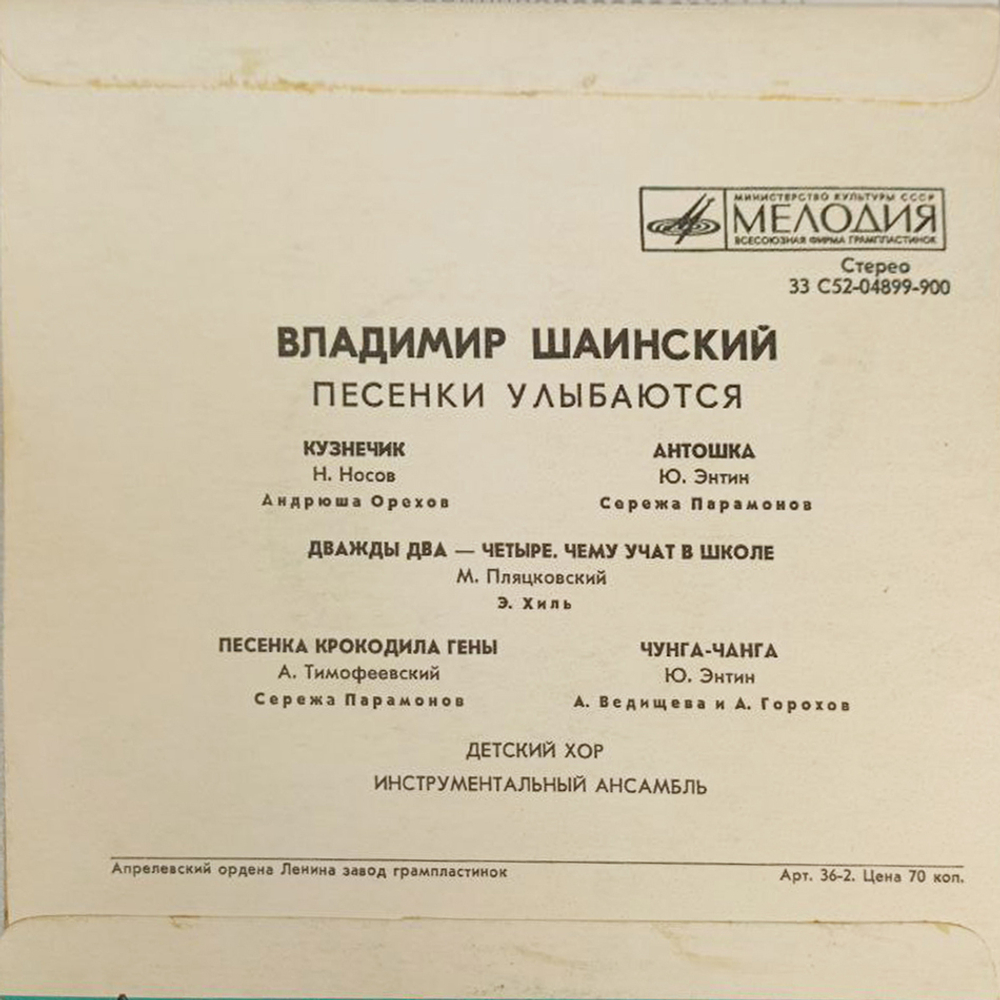 МИНИСТЕРСТВО КУЛЬТУРЫ СССР
МЕЛОДИЯ
ВСЕСОЮЗНАЯ ФИРМА ГРАМПЛАСТИНОК
Стерео
33 С52-04899-900
ВЛАДИМИР ШАИНСКИЙ
ПЕСЕНКИ УЛЫБАЮТСЯ
КУЗНЕЧИК
Н. Носов
Андрюша Орехов
АНТОШКА
Ю. Энтин
Сережа Парамонов
ДВАЖДЫ ДВА — ЧЕТЫРЕ. ЧЕМУ УЧАТ В ШКОЛЕ
М. Пляцковский
Э. Хиль
ПЕСЕНКА КРОКОДИЛА ГЕНЫ
А. Тимофеевский
Сережа Парамонов
ЧУНГА-ЧАНГА
Ю. Энтин
А. Ведищева и А. Горохов
ДЕТСКИЙ ХОР
ИНСТРУМЕНТАЛЬНЫЙ АНСАМБЛЬ
Апрелевский ордена Ленина завод грампластинок
Арт. 36-2. Цена 70 коп.